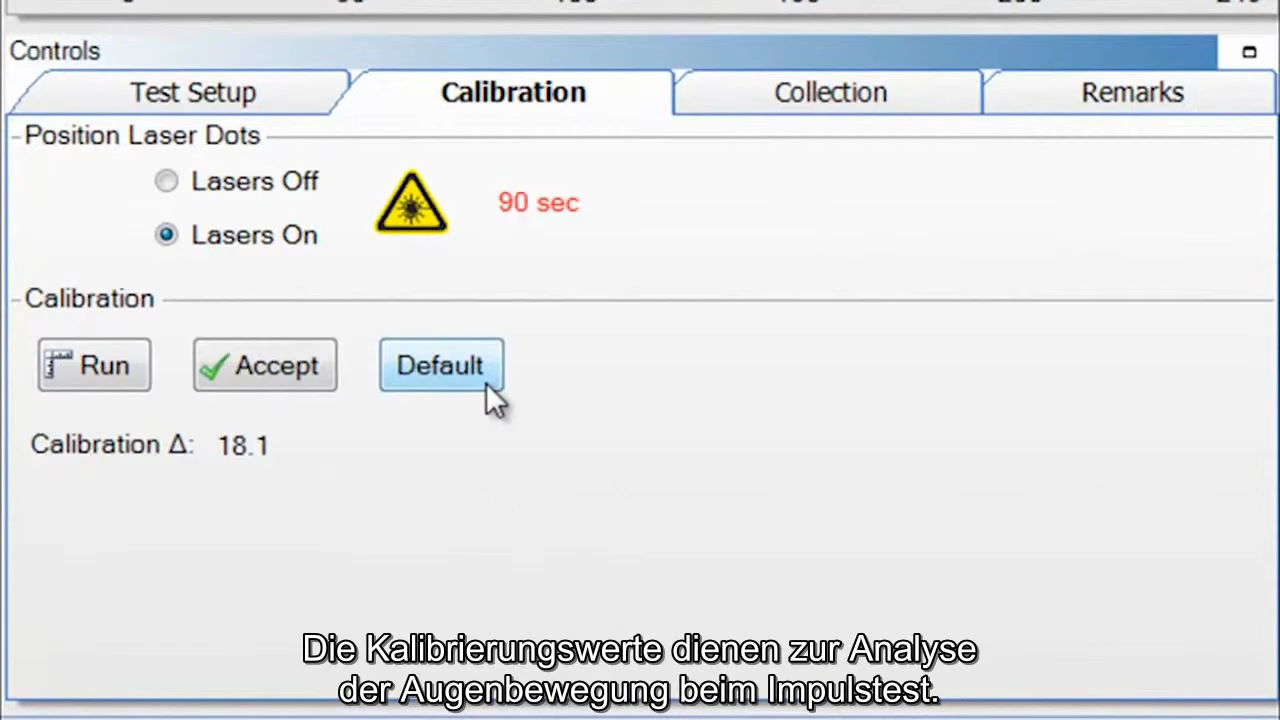 Controls
Test Setup Calibration Collection Remarks
Position Laser Dots
Lasers Off
90 sec
Lasers On
Calibration
Run Accept Default
Calibration Δ: 18.1
Die Kalibrierungswerte dienen zur Analyse
der Augenbewegung beim Impulstest.